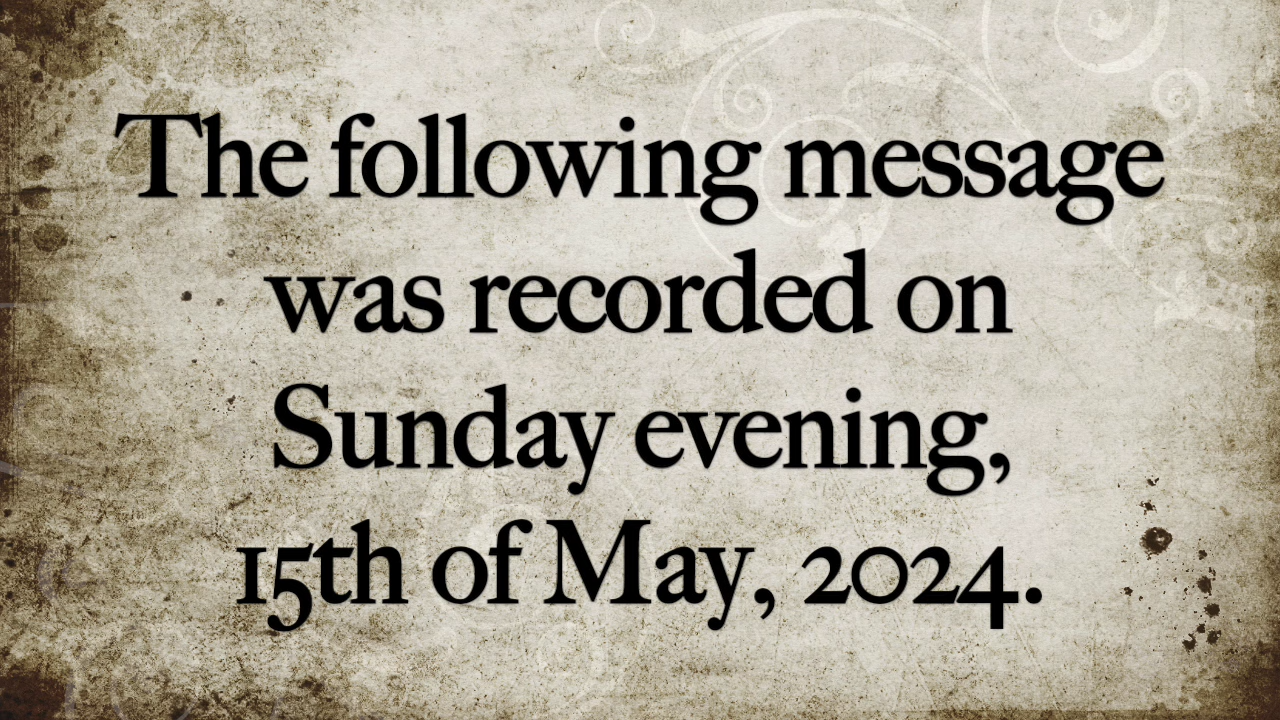 The following message
was recorded on
Sunday evening,
15th of May, 2024.